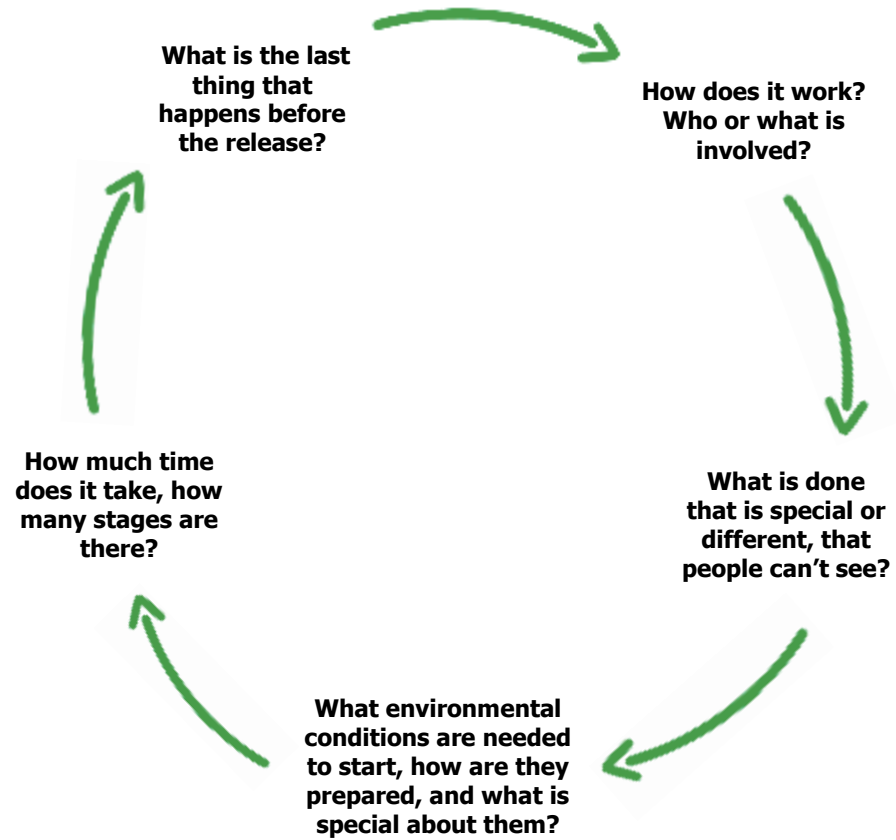 What is the last
thing that
happens before
the release?
How does it work?
Who or what is
involved?
What is done
that is special or
different, that
people can’t see?
What environmental
conditions are needed
to start, how are they
prepared, and what is
special about them?
How much time
does it take, how
many stages are
there?